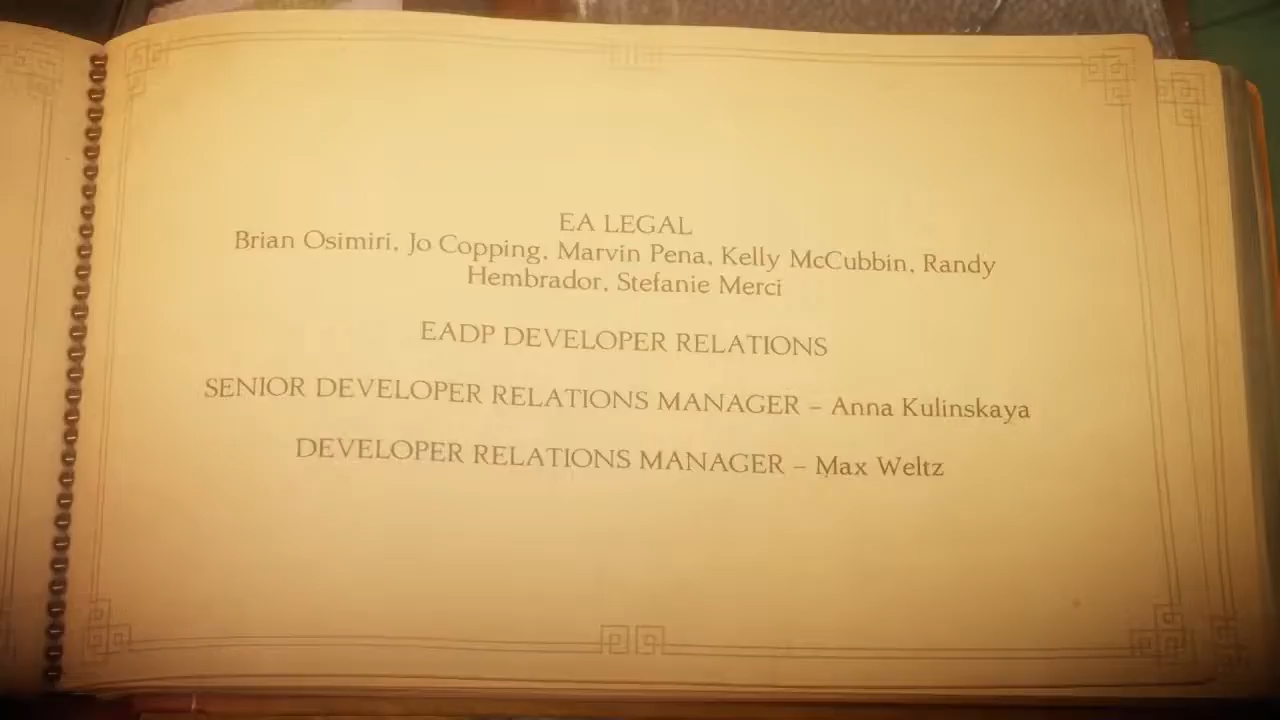 EA LEGAL
Brian Osimiri, Jo Copping, Marvin Pena, Kelly McCubbin, Randy
Hembrador, Stefanie Merci
EADP DEVELOPER RELATIONS
SENIOR DEVELOPER RELATIONS MANAGER – Anna Kulinskaya
DEVELOPER RELATIONS MANAGER – Max Weltz